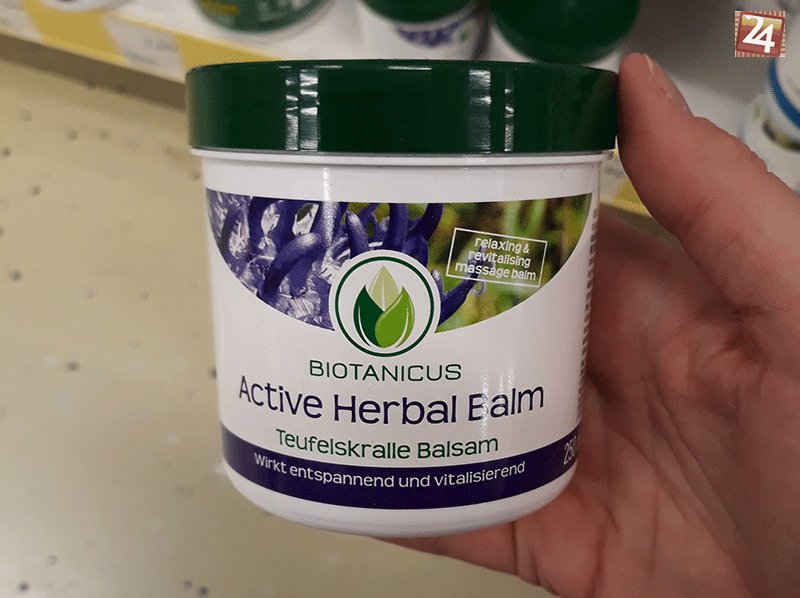 24
relaxing &
revitalising
massage balm
BIOTANICUS
Active Herbal Balm
Teufelskralle Balsam
Wirkt entspannend und vitalisierend